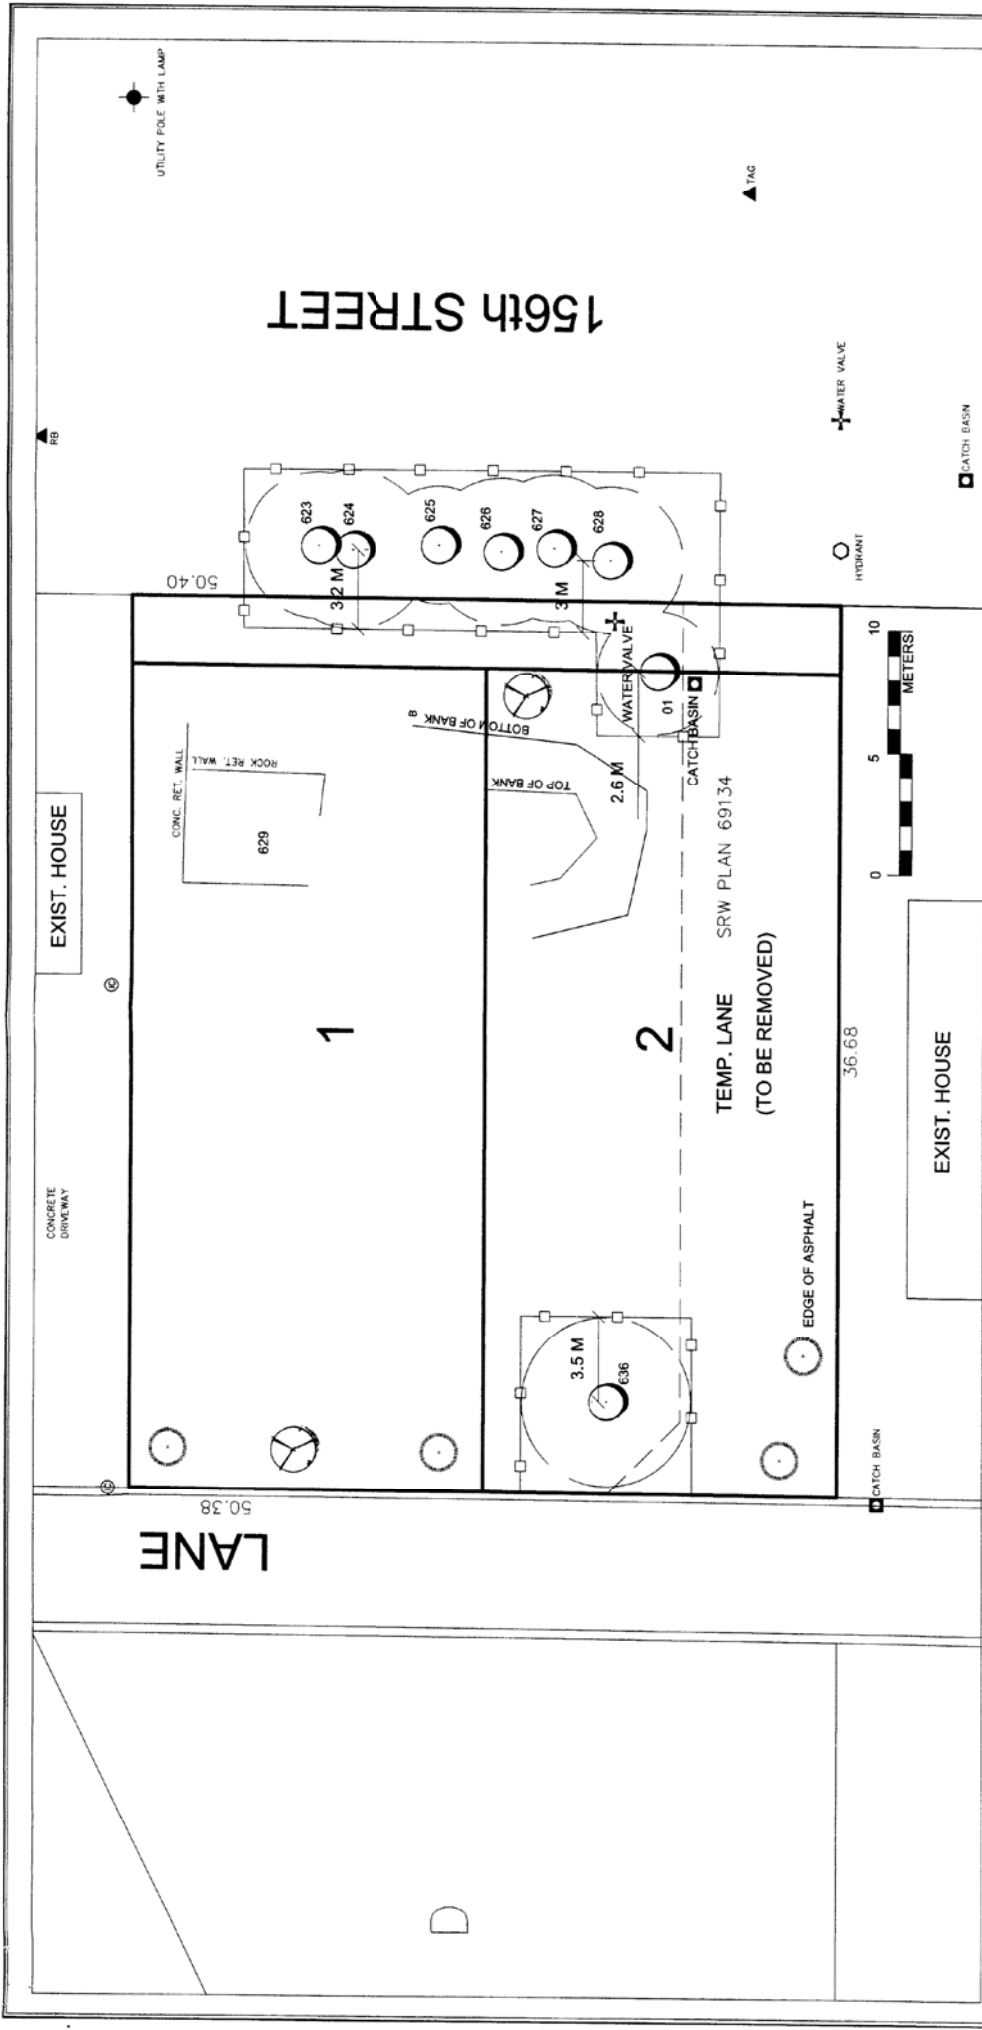 UTILITY POLE WITH LAMP
TAG
156th STREET
RB
WATER VALVE
CATCH BASIN
HYDRANT
623
624
625
626
627
628
50.40
3.2 M
3 M
WATER VALVE
01
CATCH BASIN
10
5
0
METERS
BOTTOM OF BANK
B
TOP OF BANK
2.6 M
CONC. RET. WALL
ROCK RET. WALL
629
EXIST. HOUSE
IC
SRW PLAN 69134
1
2
TEMP. LANE
(TO BE REMOVED)
36.68
EXIST. HOUSE
CONCRETE
DRIVEWAY
EDGE OF ASPHALT
3.5 M
636
IC
CATCH BASIN
50.38
LANE
D